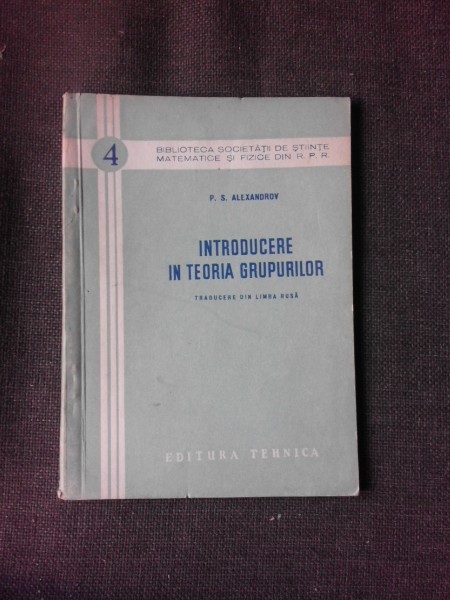 4
BIBLIOTECA SOCIETĂȚII DE ȘTIINȚE
MATEMATICE ȘI FIZICE DIN R. P. R.
P. S. ALEXANDROV
INTRODUCERE
IN TEORIA GRUPURILOR
TRADUCERE DIN LIMBA RUSĂ
EDITURA TEHNICA